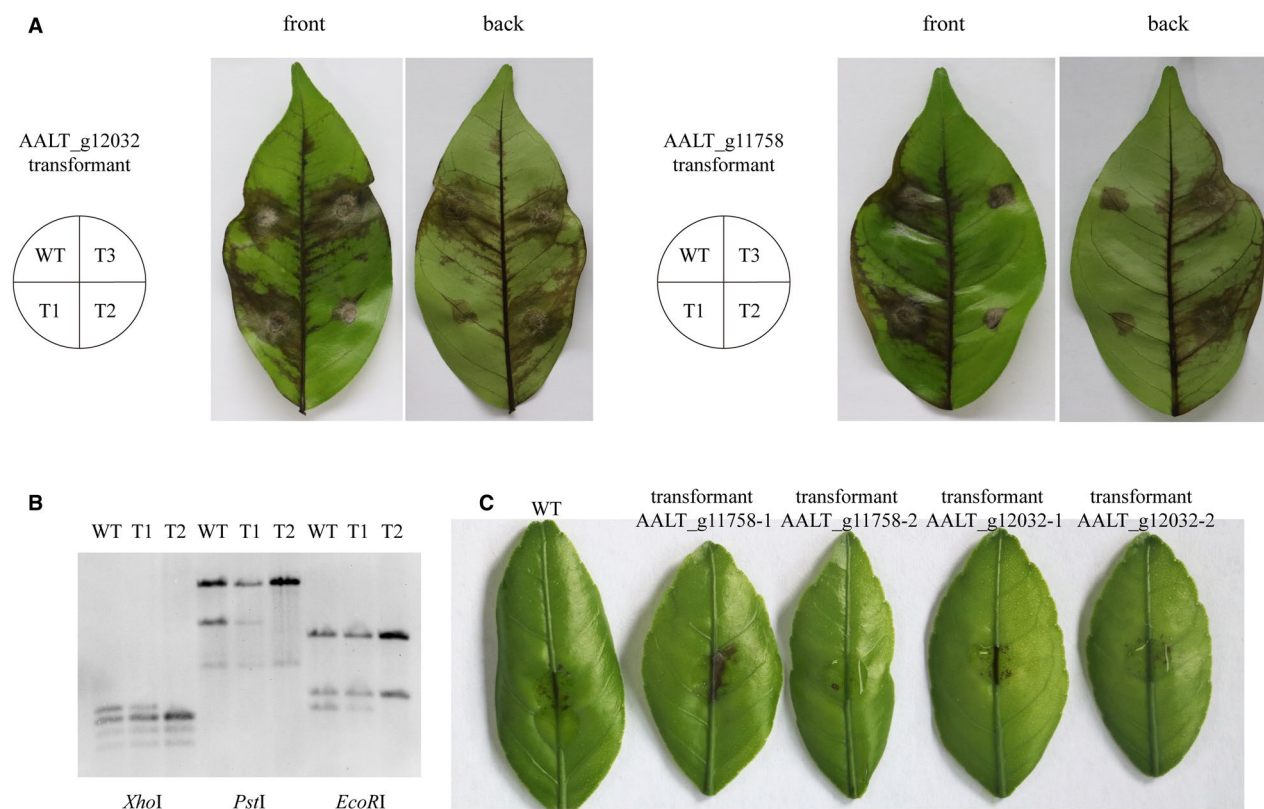 A
front back
front back
AALT_g12032
transformant
WT T3
T1 T2
AALT_g11758
transformant
WT T3
T1 T2
B
WT T1 T2 WT T1 T2 WT T1 T2
XhoI PstI EcoRI
C
WT
transformant
AALT_g11758-1
transformant
AALT_g11758-2
transformant
AALT_g12032-1
transformant
AALT_g12032-2